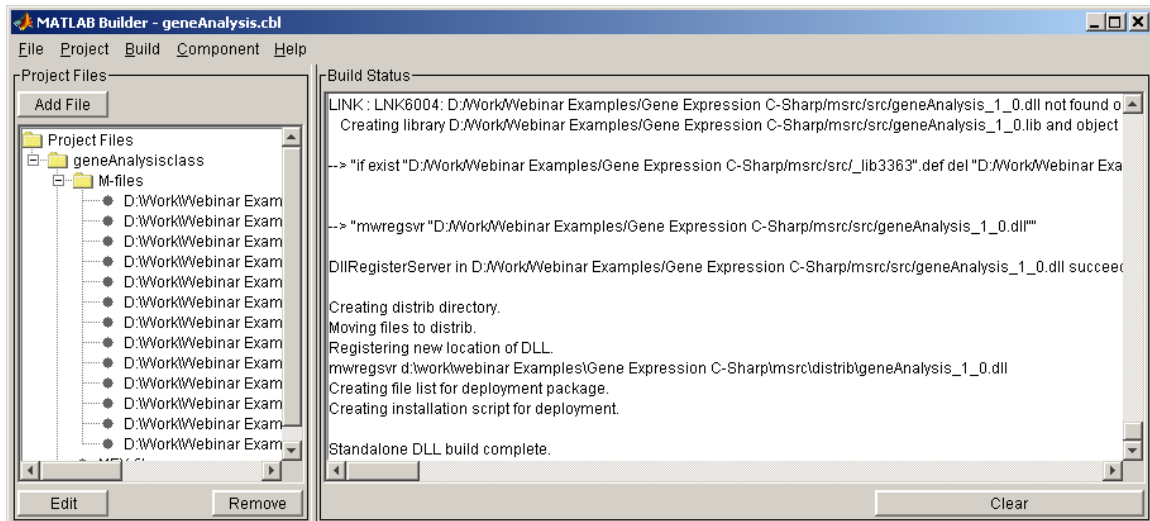 MATLAB Builder - geneAnalysis.cbl
File Project Build Component Help
Project Files
Add File
Project Files
geneAnalysisclass
M-files
D:\Work\Webinar Exam
D:\Work\Webinar Exam
D:\Work\Webinar Exam
D:\Work\Webinar Exam
D:\Work\Webinar Exam
D:\Work\Webinar Exam
D:\Work\Webinar Exam
D:\Work\Webinar Exam
D:\Work\Webinar Exam
D:\Work\Webinar Exam
D:\Work\Webinar Exam
D:\Work\Webinar Exam
D:\Work\Webinar Exam
Edit
Remove
Build Status
LINK : LNK6004: D:/Work/Webinar Examples/Gene Expression C-Sharp/msrc/src/geneAnalysis_1_0.dll not found o
Creating library D:/Work/Webinar Examples/Gene Expression C-Sharp/msrc/src/geneAnalysis_1_0.lib and object
--> "if exist "D:/Work/Webinar Examples/Gene Expression C-Sharp/msrc/src/_lib3363".def del "D:/Work/Webinar Exa
--> "mwregsvr "D:/Work/Webinar Examples/Gene Expression C-Sharp/msrc/src/geneAnalysis_1_0.dll""
DllRegisterServer in D:/Work/Webinar Examples/Gene Expression C-Sharp/msrc/src/geneAnalysis_1_0.dll succeed
Creating distrib directory.
Moving files to distrib.
Registering new location of DLL.
mwregsvr d:\work\webinar Examples\Gene Expression C-Sharp\msrc\distrib\geneAnalysis_1_0.dll
Creating file list for deployment package.
Creating installation script for deployment.
Standalone DLL build complete.
Clear